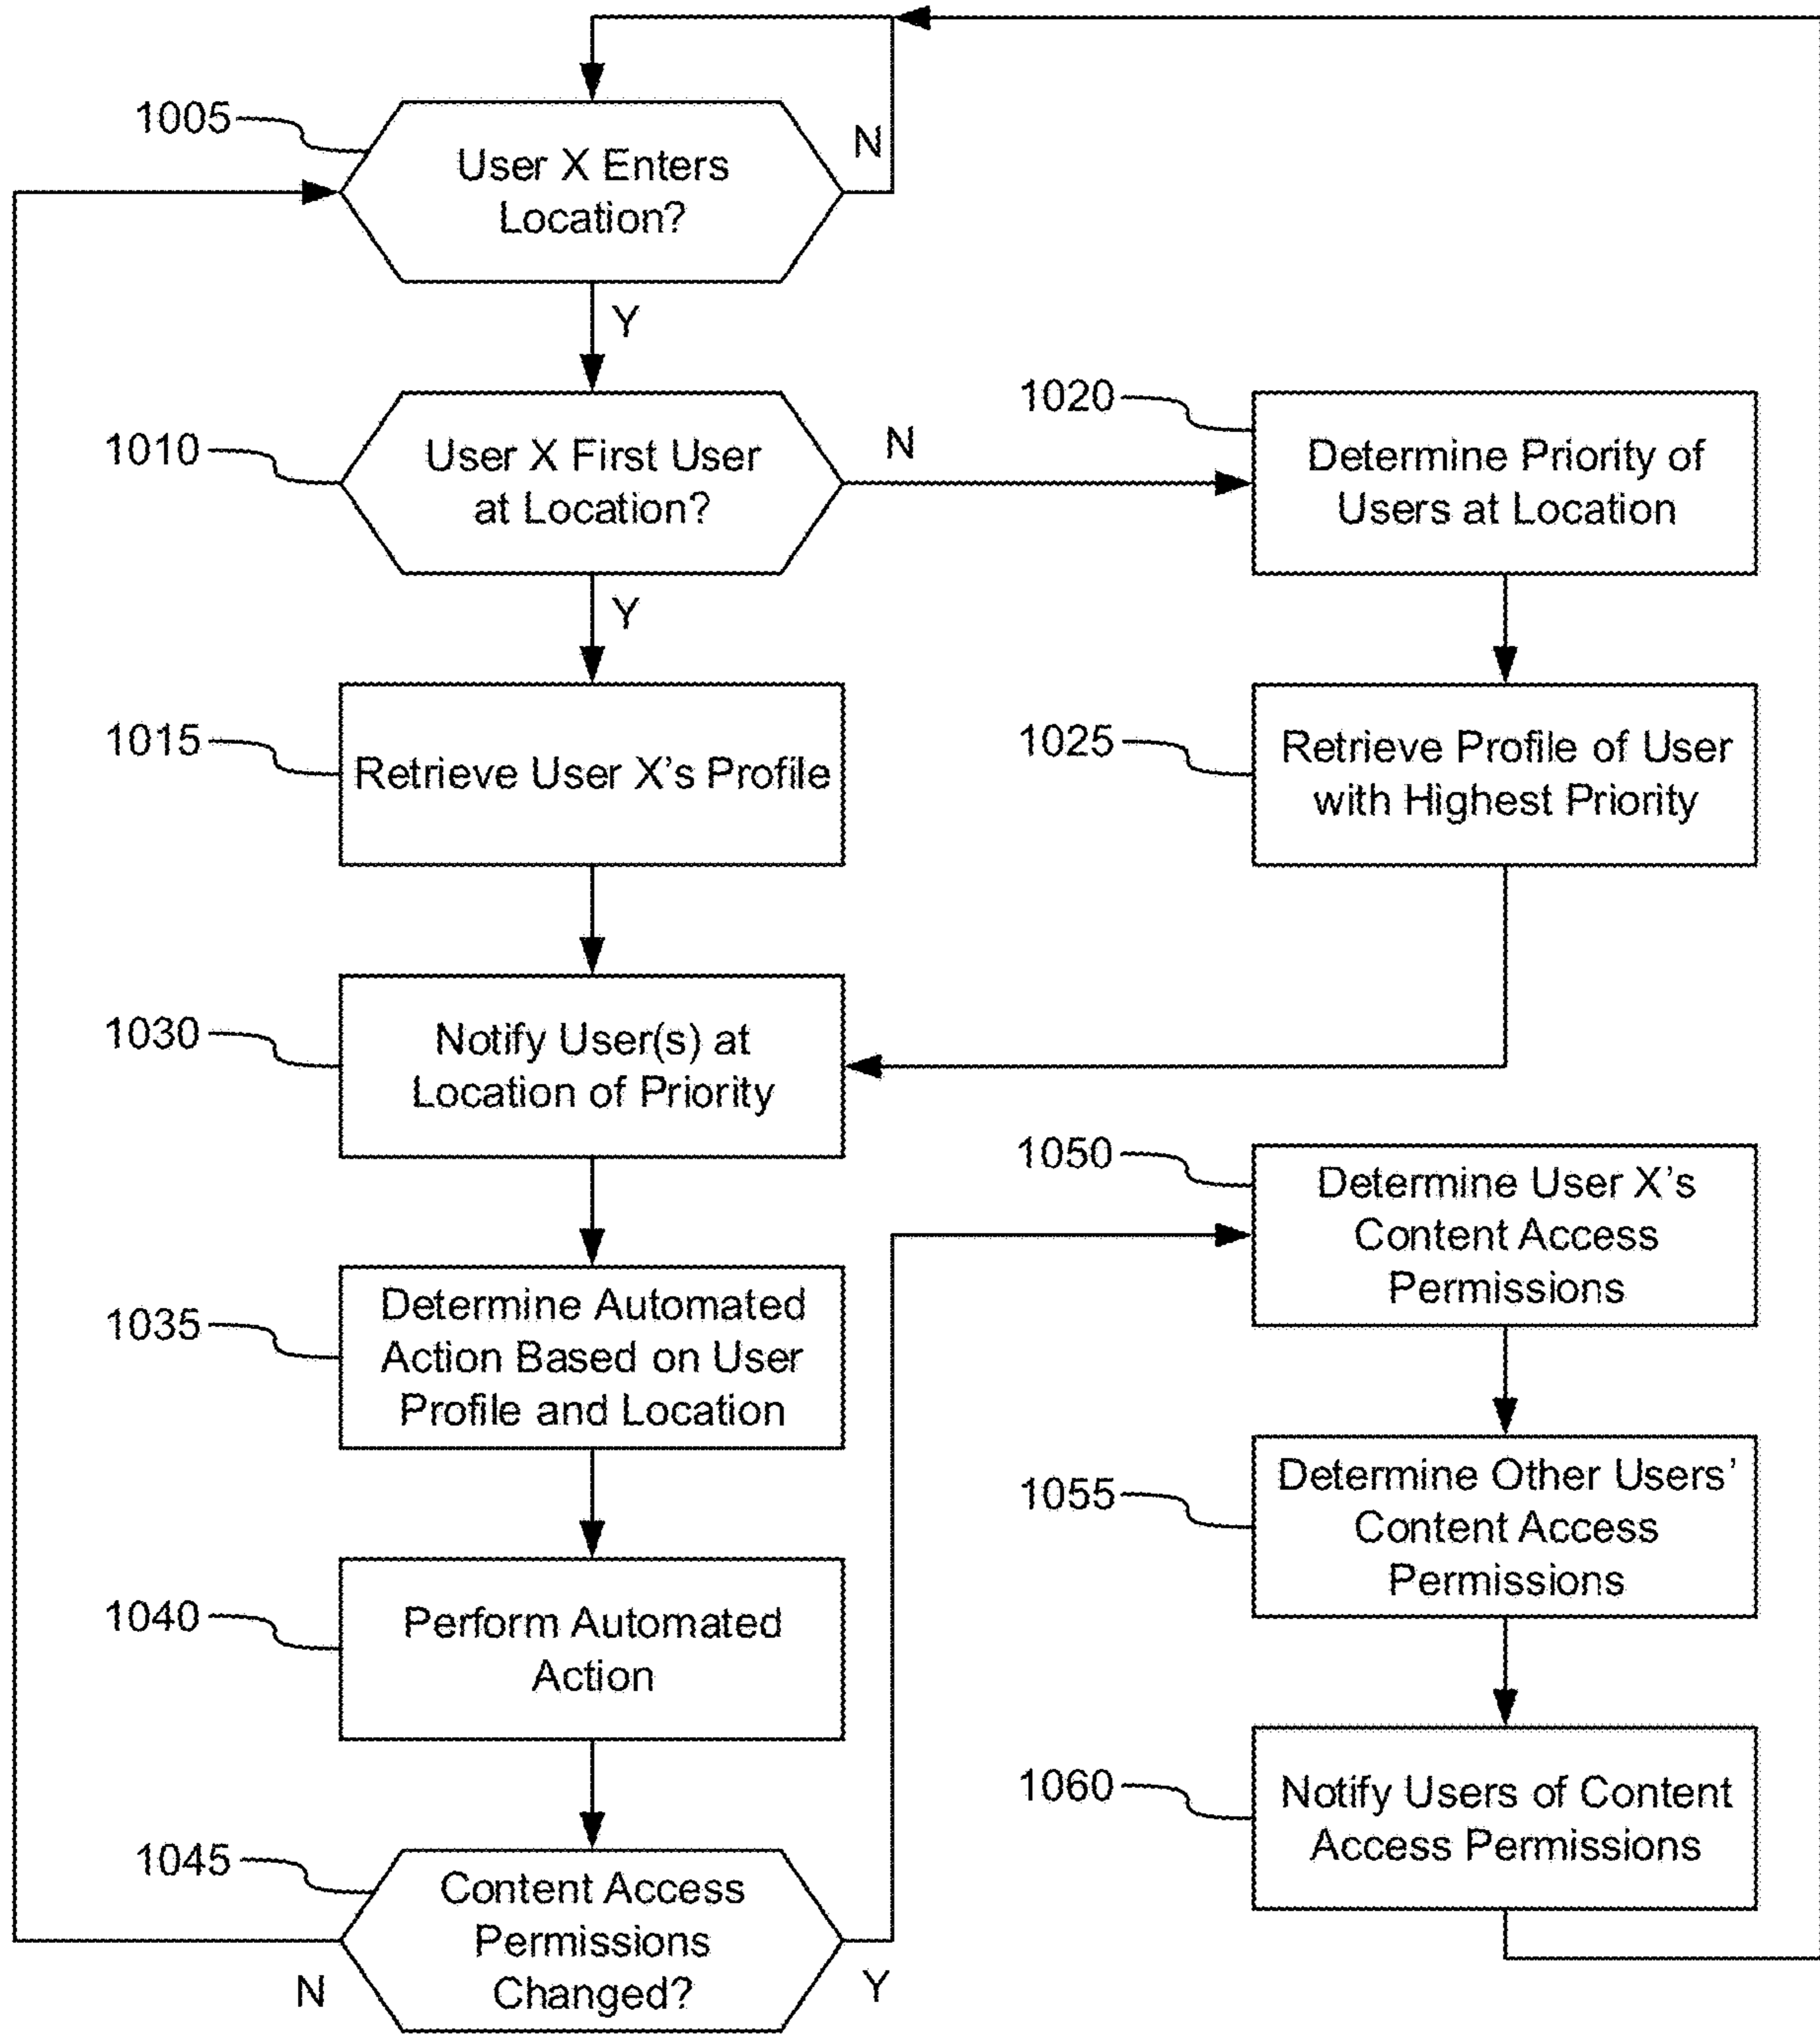 1005
User X Enters
Location?
N
Y
1010
User X First User
at Location?
N
Y
1020
Determine Priority of
Users at Location
1015
Retrieve User X's Profile
1025
Retrieve Profile of User
with Highest Priority
1030
Notify User(s) at
Location of Priority
1035
Determine Automated
Action Based on User
Profile and Location
1040
Perform Automated
Action
1045
Content Access
Permissions
Changed?
N
Y
1050
Determine User X's
Content Access
Permissions
1055
Determine Other Users'
Content Access
Permissions
1060
Notify Users of Content
Access Permissions